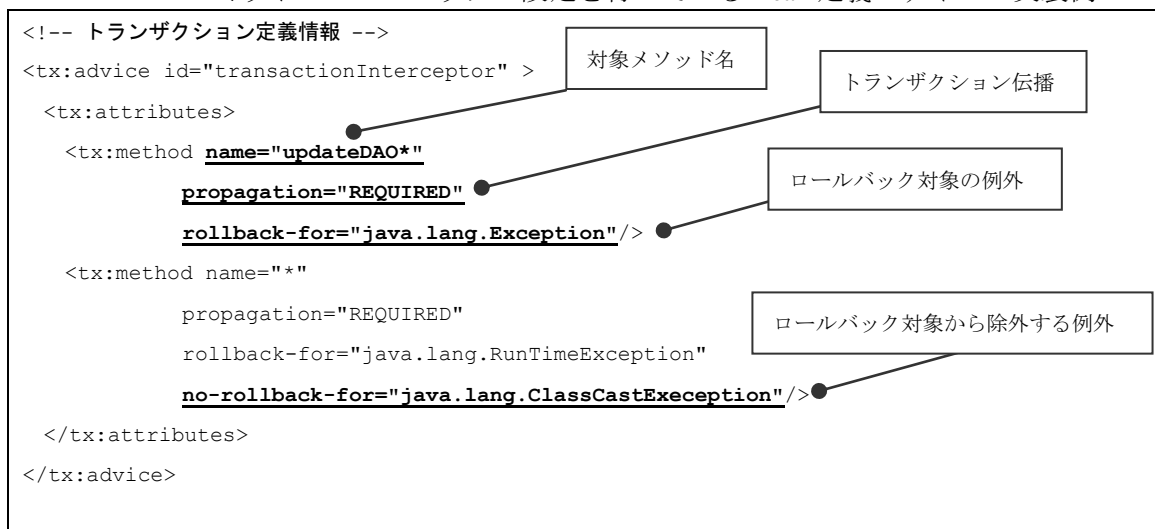 <!-- トランザクション定義情報 -->
対象メソッド名
<tx:advice id="transactionInterceptor" >
トランザクション伝播
<tx:attributes>
<tx:method name="updateDAO*"
propagation="REQUIRED"
ロールバック対象の例外
rollback-for="java.lang.Exception"/>
<tx:method name="*"
propagation="REQUIRED"
ロールバック対象から除外する例外
rollback-for="java.lang.RunTimeException"
no-rollback-for="java.lang.ClassCastExeception"/>
</tx:attributes>
</tx:advice>